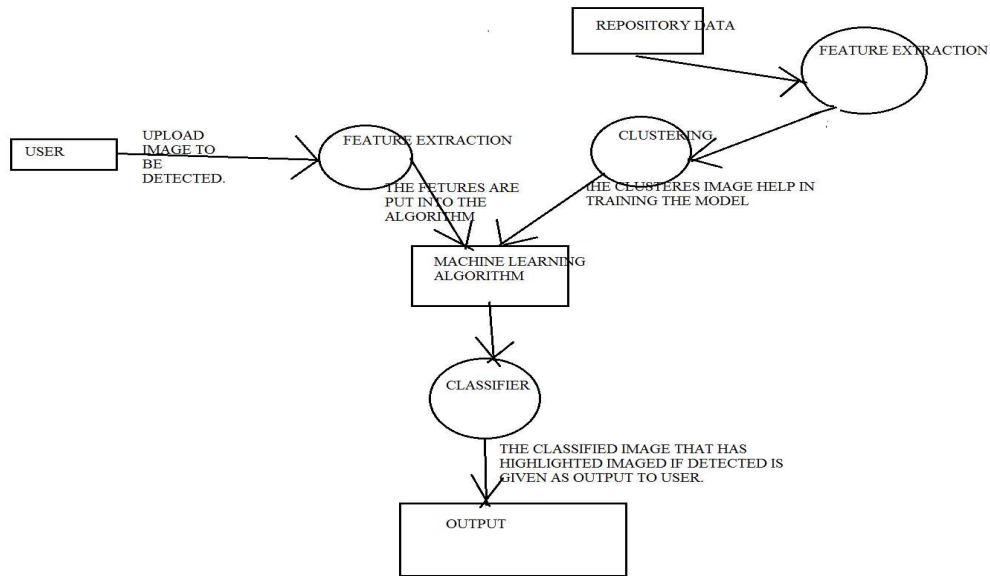 REPOSITORY DATA
FEATURE EXTRACTION
USER
UPLOAD
IMAGE TO
BE
DETECTED.
FEATURE EXTRACTION
CLUSTERING
THE FETURES ARE
PUT INTO THE
ALGORITHM
THE CLUSTERES IMAGE HELP IN
TRAINING THE MODEL
MACHINE LEARNING
ALGORITHM
CLASSIFIER
THE CLASSIFIED IMAGE THAT HAS
HIGHLIGHTED IMAGED IF DETECTED IS
GIVEN AS OUTPUT TO USER.
OUTPUT